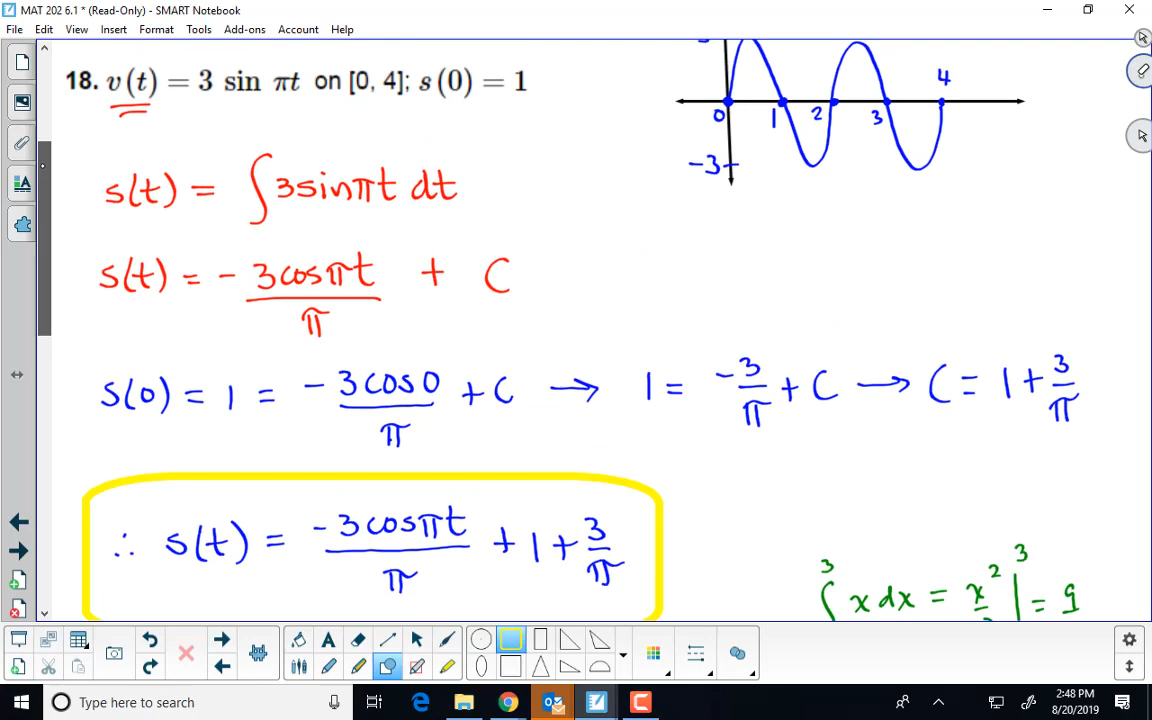 MAT 202 6.1 * (Read-Only) - SMART Notebook
File Edit View Insert Format Tools Add-ons Account Help
18. v(t) = 3 sin πt on [0, 4]; s(0) = 1
0 1 2 3 4
-3
s(t) = ∫ 3sinπt dt
s(t) = - 3cosπt / π + C
s(0) = 1 = - 3cos0 / π + C → 1 = -3/π + C → C = 1 + 3/π
∴ s(t) = -3cosπt / π + 1 + 3/π
3 ∫ x dx = x² | 3 = 9
Type here to search
2:48 PM
8/20/2019